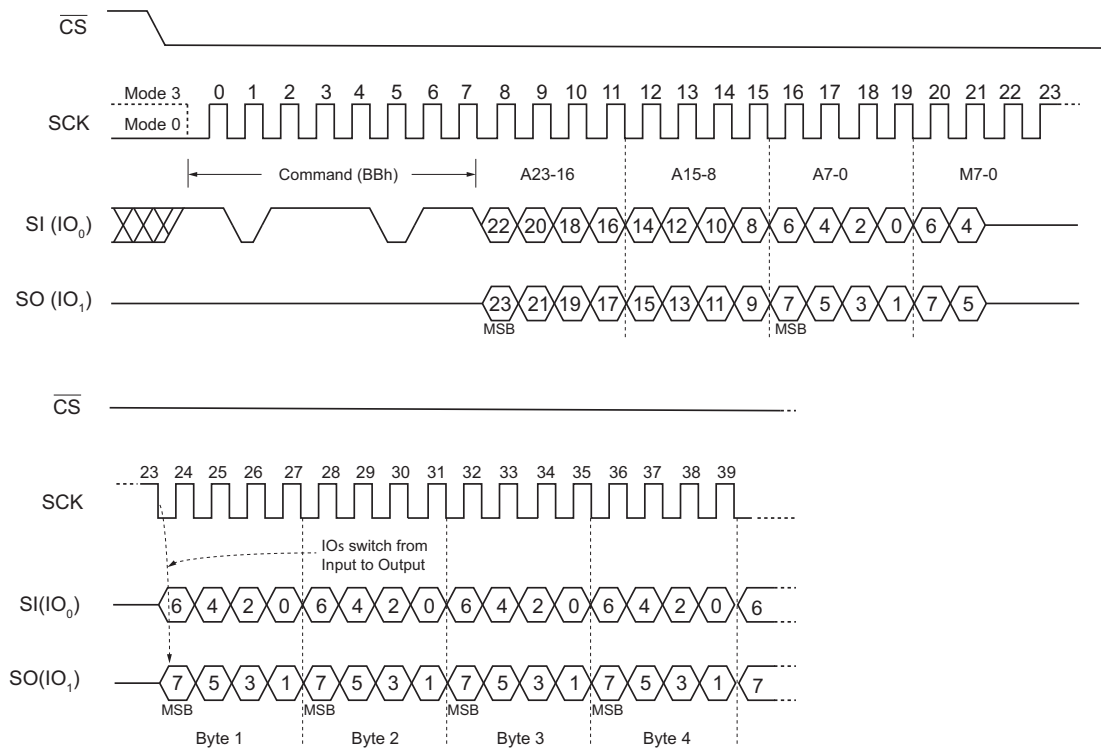 CS
Mode 3 0 1 2 3 4 5 6 7 8 9 10 11 12 13 14 15 16 17 18 19 20 21 22 23
SCK Mode 0
Command (BBh) A23-16 A15-8 A7-0 M7-0
SI (IO0) 22 20 18 16 14 12 10 8 6 4 2 0 6 4
SO (IO1) 23 21 19 17 15 13 11 9 7 5 3 1 7 5
MSB MSB
CS
23 24 25 26 27 28 29 30 31 32 33 34 35 36 37 38 39
SCK
IOs switch from
Input to Output
SI(IO0) 6 4 2 0 6 4 2 0 6 4 2 0 6 4 2 0 6
SO(IO1) 7 5 3 1 7 5 3 1 7 5 3 1 7 5 3 1 7
MSB MSB MSB MSB
Byte 1 Byte 2 Byte 3 Byte 4